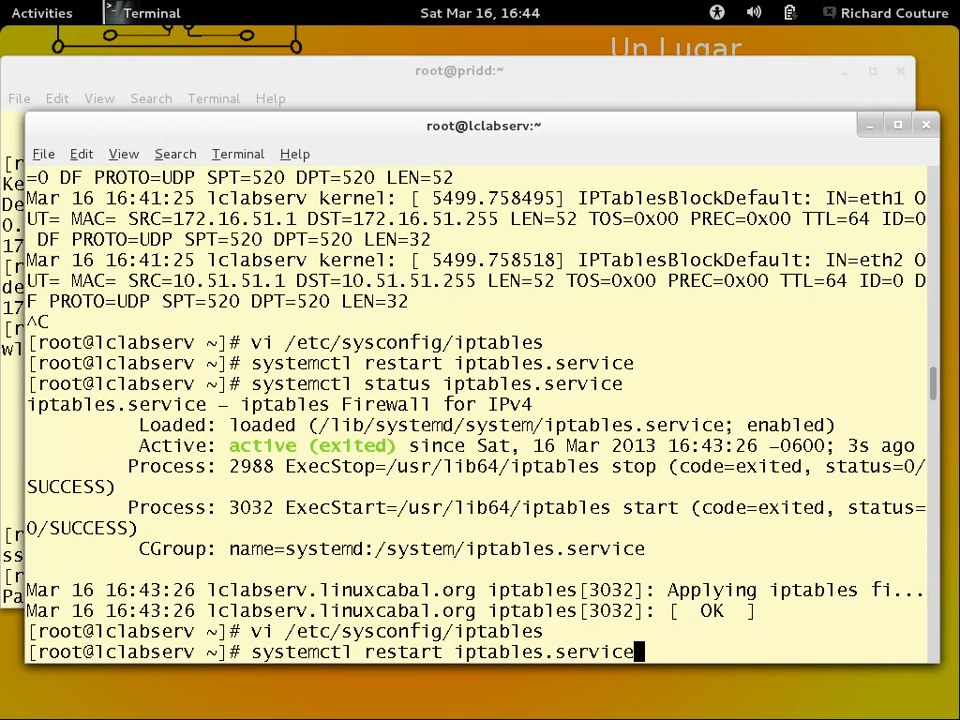 Activities Terminal Sat Mar 16, 16:44 Richard Couture
Un Lugar
root@pridd:~
File Edit View Search Terminal Help
root@lclabserv:~
File Edit View Search Terminal Help
=0 DF PROTO=UDP SPT=520 DPT=520 LEN=52
Mar 16 16:41:25 lclabserv kernel: [ 5499.758495] IPTablesBlockDefault: IN=eth1 O
UT= MAC= SRC=172.16.51.1 DST=172.16.51.255 LEN=52 TOS=0x00 PREC=0x00 TTL=64 ID=0
 DF PROTO=UDP SPT=520 DPT=520 LEN=32
Mar 16 16:41:25 lclabserv kernel: [ 5499.758518] IPTablesBlockDefault: IN=eth2 O
UT= MAC= SRC=10.51.51.1 DST=10.51.51.255 LEN=52 TOS=0x00 PREC=0x00 TTL=64 ID=0 D
F PROTO=UDP SPT=520 DPT=520 LEN=32
^C
[root@lclabserv ~]# vi /etc/sysconfig/iptables
[root@lclabserv ~]# systemctl restart iptables.service
[root@lclabserv ~]# systemctl status iptables.service
iptables.service – iptables Firewall for IPv4
Loaded: loaded (/lib/systemd/system/iptables.service; enabled)
Active: active (exited) since Sat, 16 Mar 2013 16:43:26 –0600; 3s ago
Process: 2988 ExecStop=/usr/lib64/iptables stop (code=exited, status=0/
SUCCESS)
Process: 3032 ExecStart=/usr/lib64/iptables start (code=exited, status=
0/SUCCESS)
CGroup: name=systemd:/system/iptables.service
Mar 16 16:43:26 lclabserv.linuxcabal.org iptables[3032]: Applying iptables fi...
Mar 16 16:43:26 lclabserv.linuxcabal.org iptables[3032]: [  OK  ]
[root@lclabserv ~]# vi /etc/sysconfig/iptables
[root@lclabserv ~]# systemctl restart iptables.service